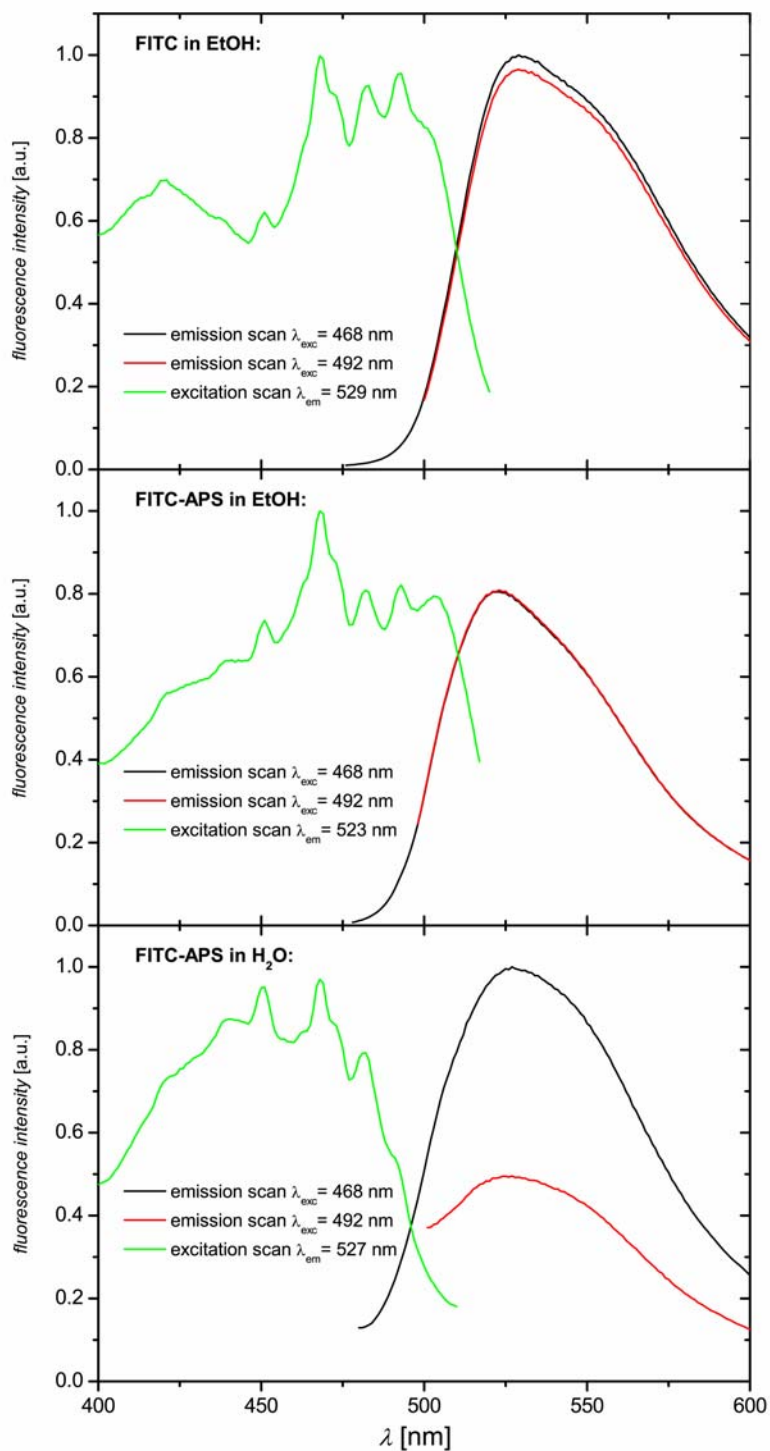 FITC in EtOH:
fluorescence intensity [a.u.]
1.0
0.8
0.6
0.4
0.2
0.0
emission scan λexc= 468 nm
emission scan λexc= 492 nm
excitation scan λem= 529 nm
FITC-APS in EtOH:
fluorescence intensity [a.u.]
1.0
0.8
0.6
0.4
0.2
0.0
emission scan λexc= 468 nm
emission scan λexc= 492 nm
excitation scan λem= 523 nm
FITC-APS in H2O:
fluorescence intensity [a.u.]
1.0
0.8
0.6
0.4
0.2
0.0
emission scan λexc= 468 nm
emission scan λexc= 492 nm
excitation scan λem= 527 nm
400 450 500 550 600
λ [nm]